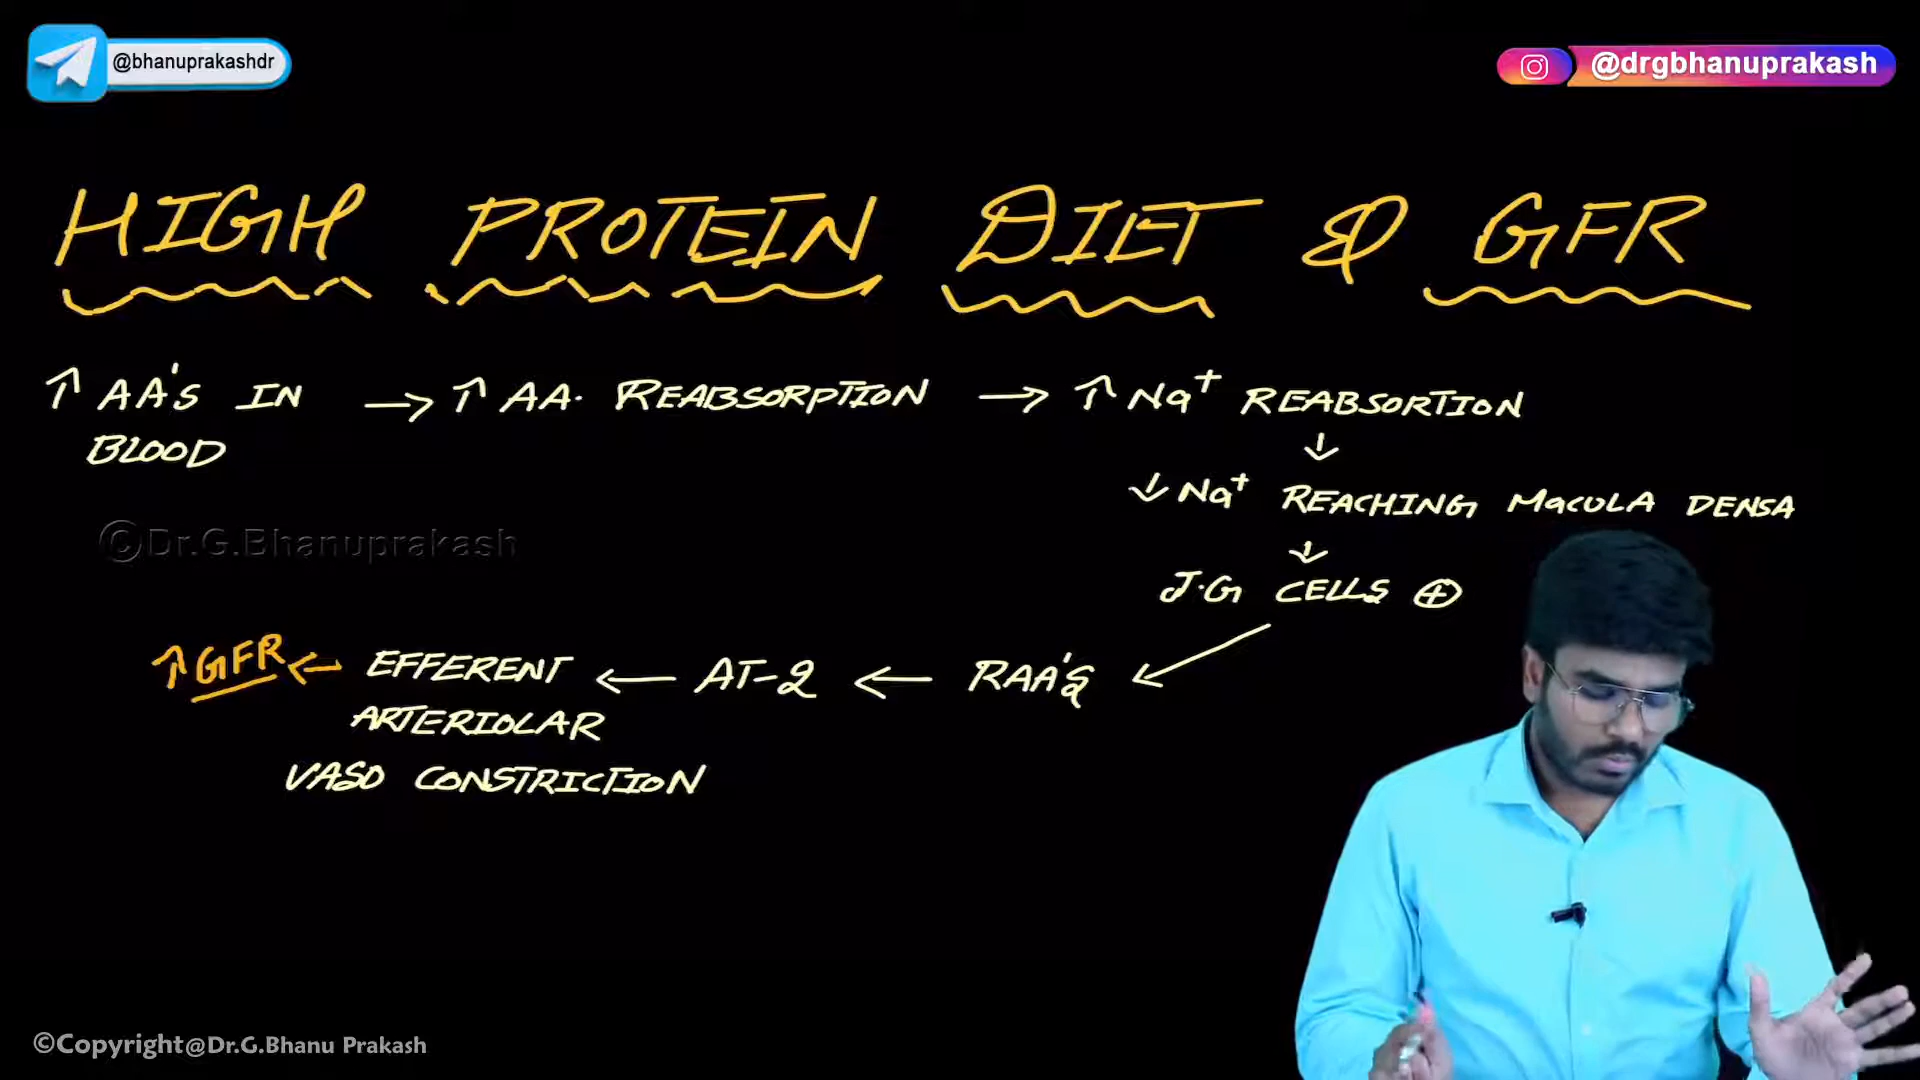 @bhanuprakashdr
@drgbhanuprakash
HIGH PROTEIN DIET & GFR
↑ AA'S IN BLOOD → ↑ AA. REABSORPTION → ↑ Na⁺ REABSORTION
↓
↓ Na⁺ REACHING MACULA DENSA
↓
J.G CELLS ⊕
©Dr.G.Bhanuprakash
↑ GFR ← EFFERENT ARTERIOLAR VASO CONSTRICTION ← AT-2 ← RAA'S
©Copyright@Dr.G.Bhanu Prakash